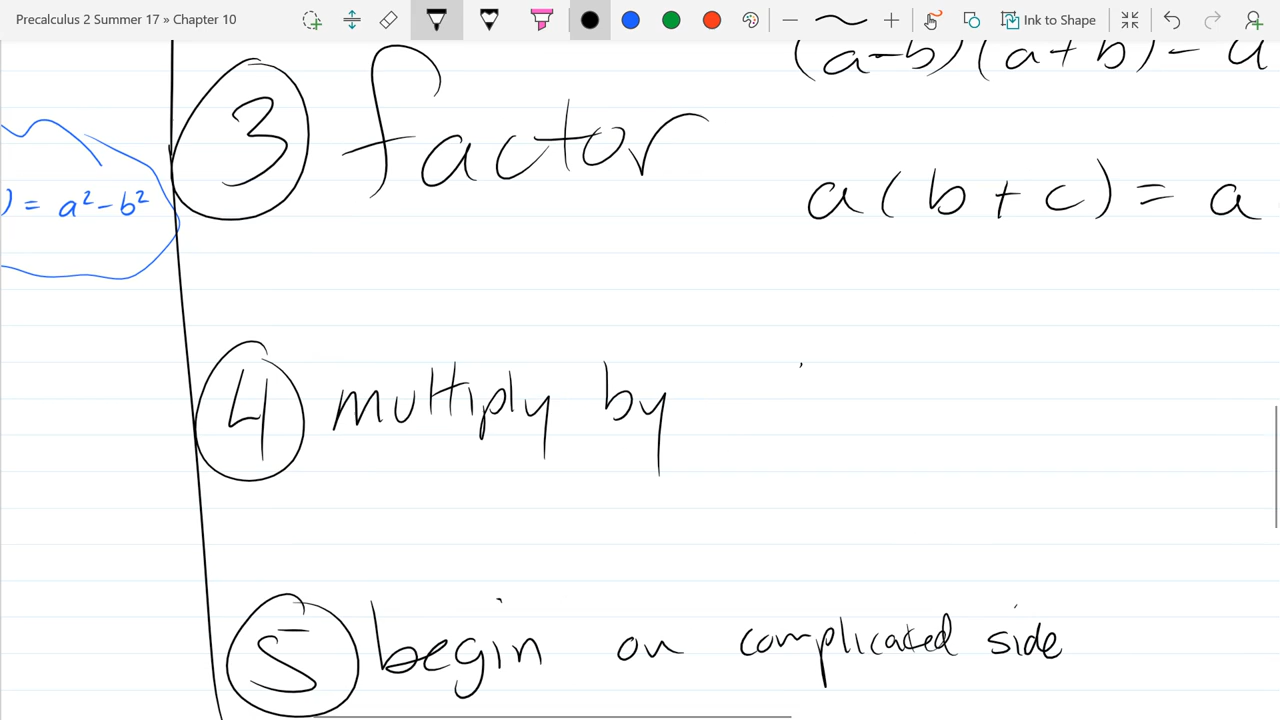 Precalculus 2 Summer 17 » Chapter 10
Ink to Shape
(a-b)(a+b) =
③ factor
) = a² - b²
a(b + c) = a
④ multiply by
⑤ begin on complicated side